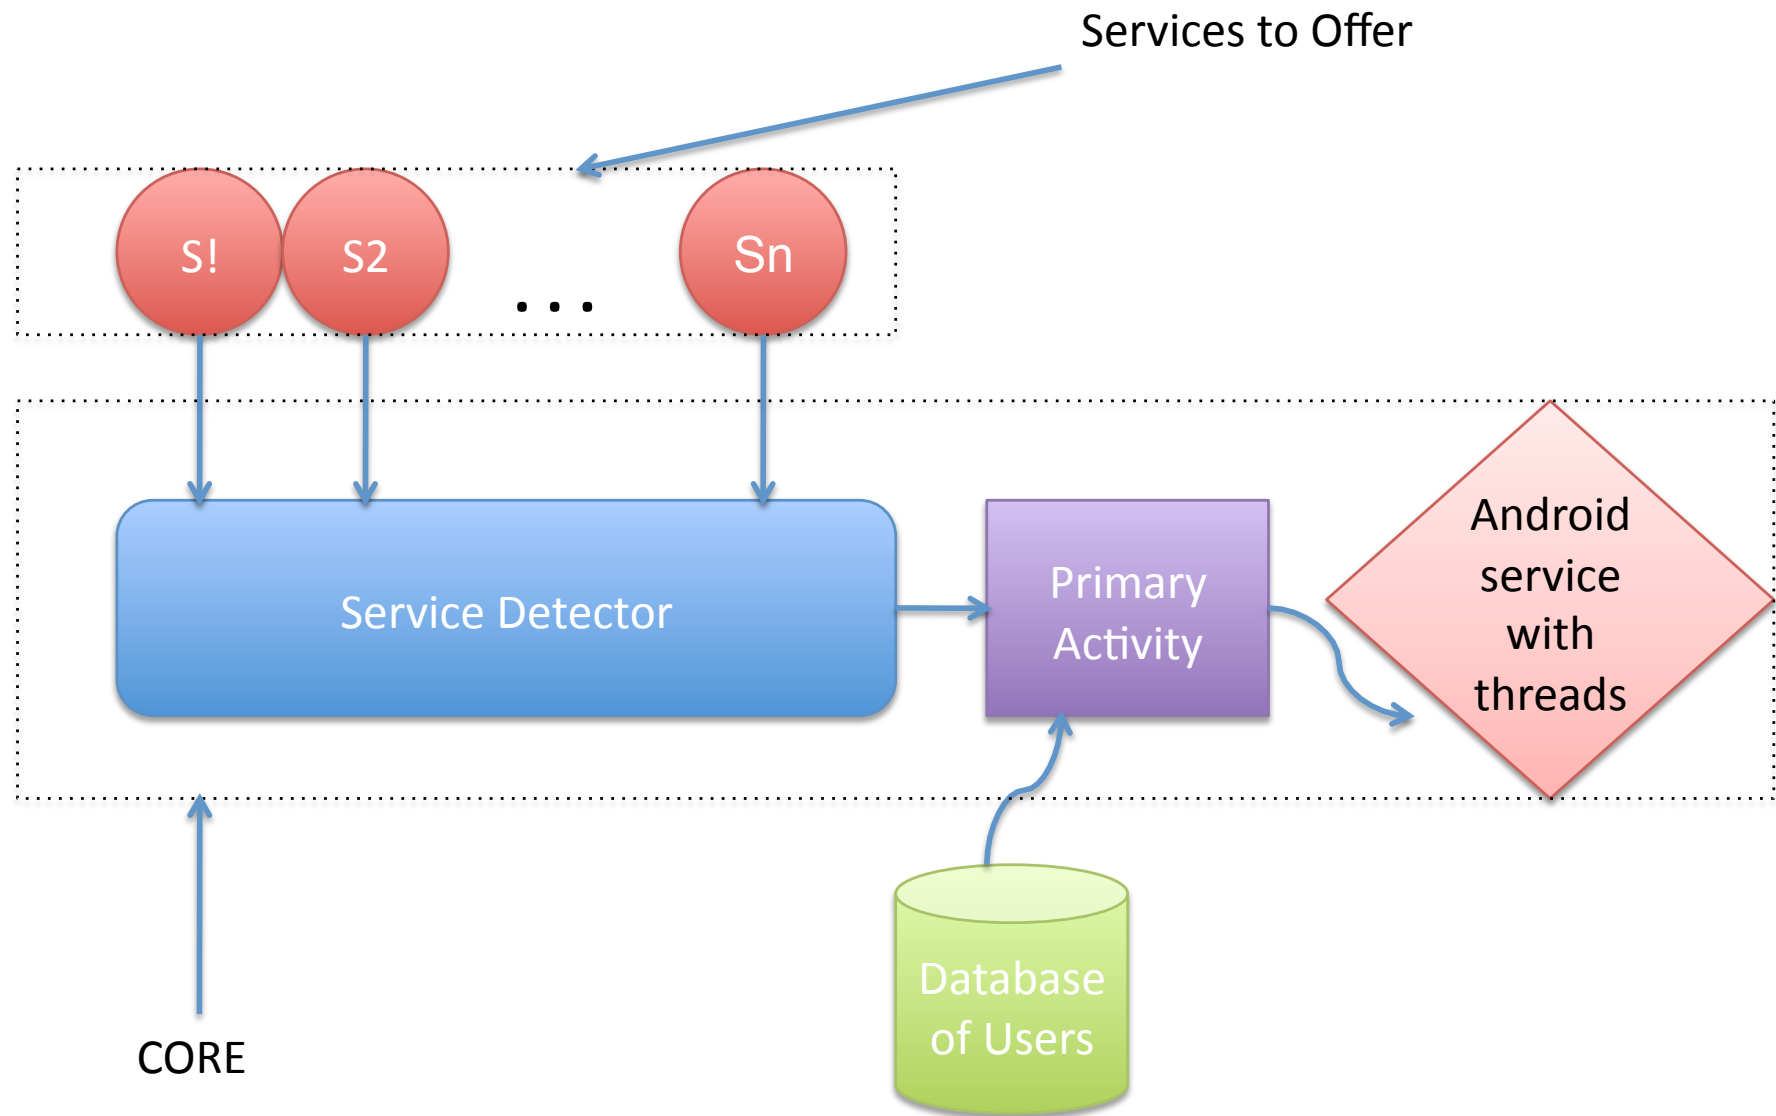 Services to Offer
S!
S2
...
Sn
Service Detector
Primary
Activity
Android
service
with
threads
Database
of Users
CORE